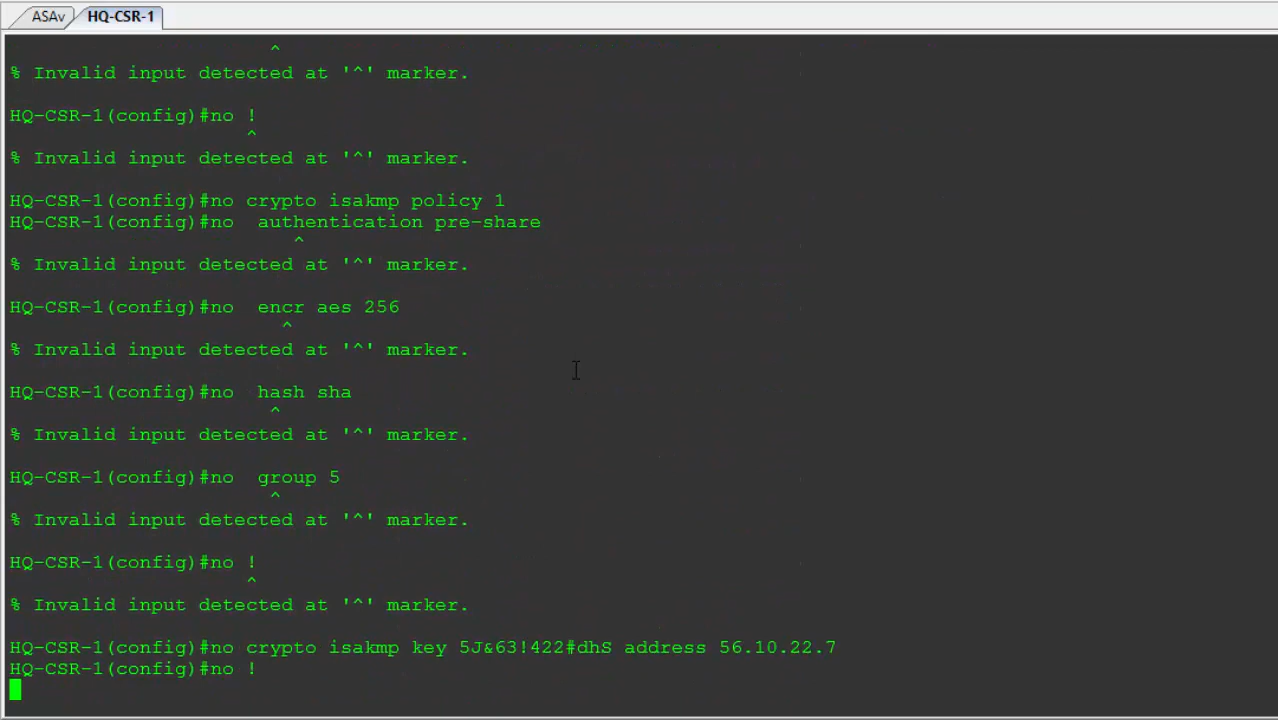 ASAv HQ-CSR-1
^
% Invalid input detected at '^' marker.
HQ-CSR-1(config)#no !
^
% Invalid input detected at '^' marker.
HQ-CSR-1(config)#no crypto isakmp policy 1
HQ-CSR-1(config)#no  authentication pre-share
^
% Invalid input detected at '^' marker.
HQ-CSR-1(config)#no  encr aes 256
^
% Invalid input detected at '^' marker.
HQ-CSR-1(config)#no  hash sha
^
% Invalid input detected at '^' marker.
HQ-CSR-1(config)#no  group 5
^
% Invalid input detected at '^' marker.
HQ-CSR-1(config)#no !
^
% Invalid input detected at '^' marker.
HQ-CSR-1(config)#no crypto isakmp key 5J&63!422#dhS address 56.10.22.7
HQ-CSR-1(config)#no !